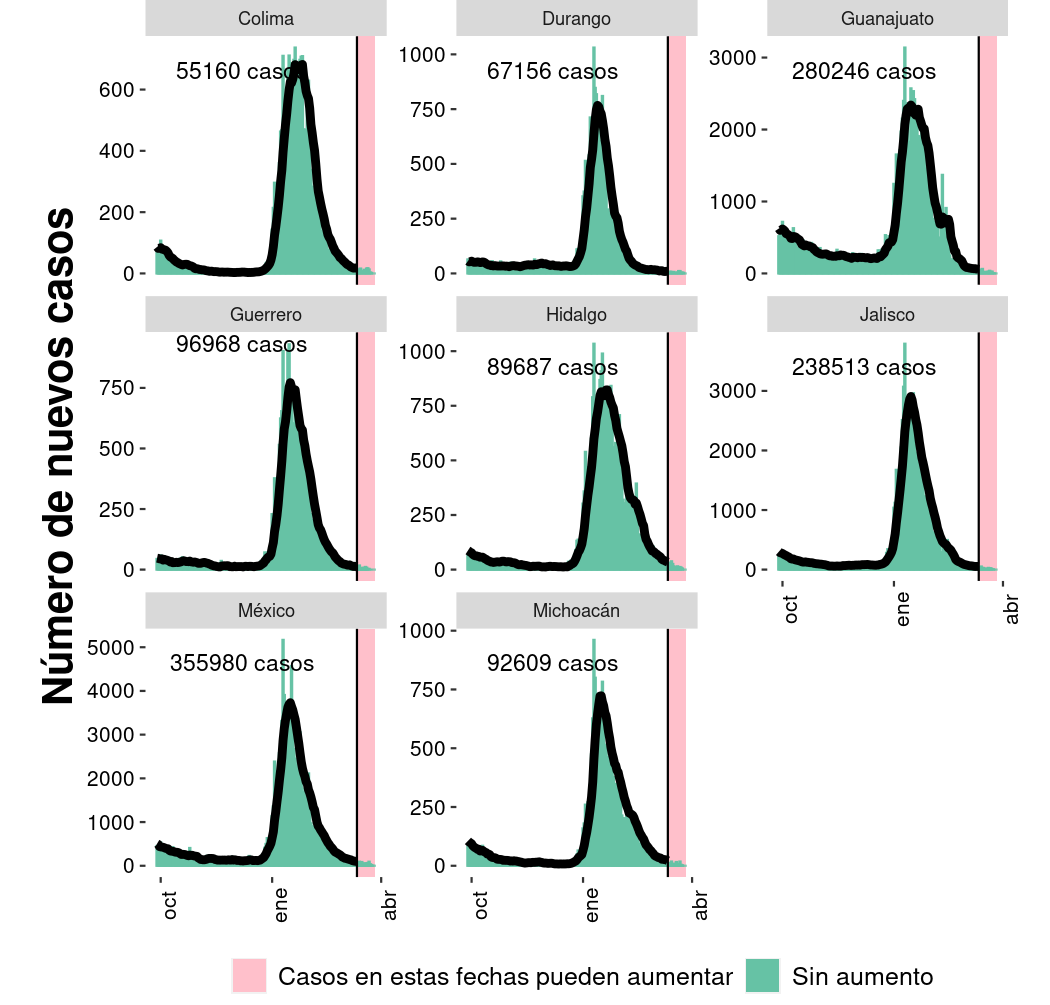 Número de nuevos casos
Colima
55160 casos
600
400
200
0
Durango
67156 casos
1000
750
500
250
0
Guanajuato
280246 casos
3000
2000
1000
0
Guerrero
96968 casos
750
500
250
0
Hidalgo
89687 casos
1000
750
500
250
0
Jalisco
238513 casos
3000
2000
1000
0
oct
ene
abr
México
355980 casos
5000
4000
3000
2000
1000
0
oct
ene
abr
Michoacán
92609 casos
1000
750
500
250
0
oct
ene
abr
Casos en estas fechas pueden aumentar
Sin aumento